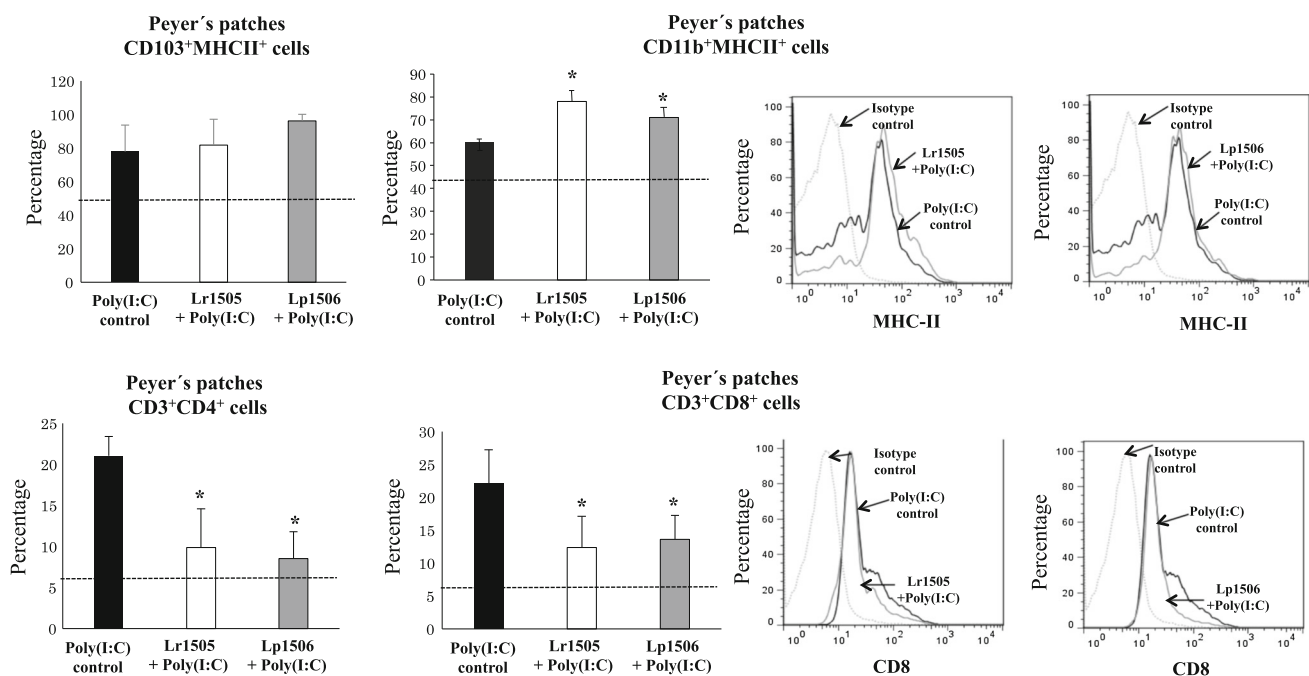 Peyer´s patches
CD103+MHCII+ cells
Percentage
120
100
80
60
40
20
0
Poly(I:C)
control
Lr1505
+ Poly(I:C)
Lp1506
+ Poly(I:C)
Peyer´s patches
CD11b+MHCII+ cells
Percentage
90
80
70
60
50
40
30
20
10
0
*
*
Poly(I:C)
control
Lr1505
+ Poly(I:C)
Lp1506
+ Poly(I:C)
Percentage
100
80
60
40
20
0
Isotype
control
Lr1505
+Poly(I:C)
Poly(I:C)
control
10^0 10^1 10^2 10^3 10^4
MHC-II
Percentage
100
80
60
40
20
0
Isotype
control
Lp1506
+Poly(I:C)
Poly(I:C)
control
10^0 10^1 10^2 10^3 10^4
MHC-II
Peyer´s patches
CD3+CD4+ cells
Percentage
25
20
15
10
5
0
*
*
Poly(I:C)
control
Lr1505
+ Poly(I:C)
Lp1506
+ Poly(I:C)
Peyer´s patches
CD3+CD8+ cells
Percentage
30
25
20
15
10
5
0
*
*
Poly(I:C)
control
Lr1505
+ Poly(I:C)
Lp1506
+ Poly(I:C)
Percentage
100
80
60
40
20
0
Isotype
control
Poly(I:C)
control
Lr1505
+Poly(I:C)
10^0 10^1 10^2 10^3 10^4
CD8
Percentage
100
80
60
40
20
0
Isotype
control
Poly(I:C)
control
Lp1506
+Poly(I:C)
10^0 10^1 10^2 10^3 10^4
CD8